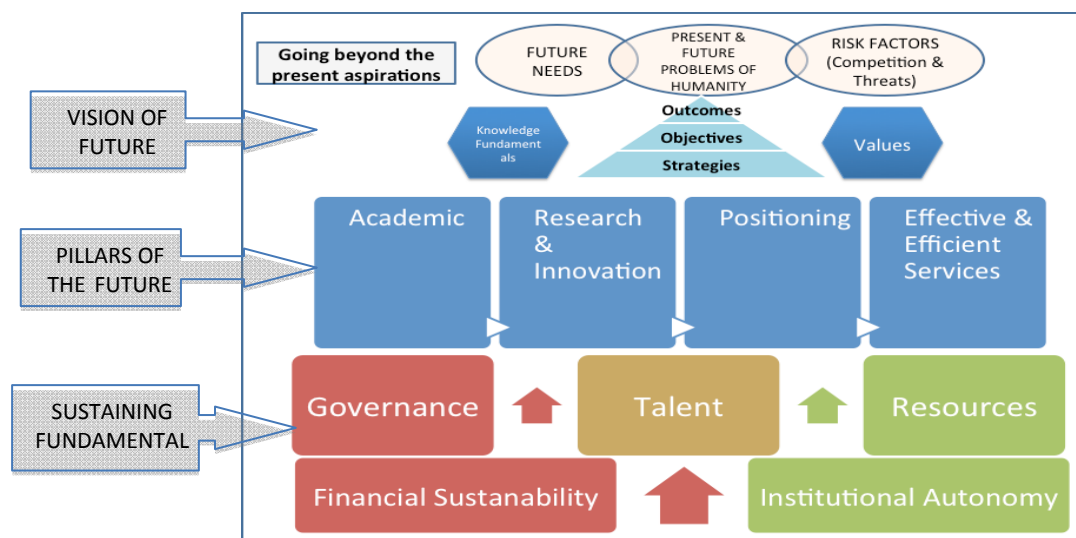 Going beyond the
present aspirations
FUTURE
NEEDS
PRESENT &
FUTURE
PROBLEMS OF
HUMANITY
RISK FACTORS
(Competition &
Threats)
VISION OF
FUTURE
Knowledge
Fundament
als
Outcomes
Objectives
Strategies
Values
PILLARS OF
THE FUTURE
Academic
Research
&
Innovation
Positioning
Effective &
Efficient
Services
SUSTAINING
FUNDAMENTAL
Governance
Talent
Resources
Financial Sustanability
Institutional Autonomy